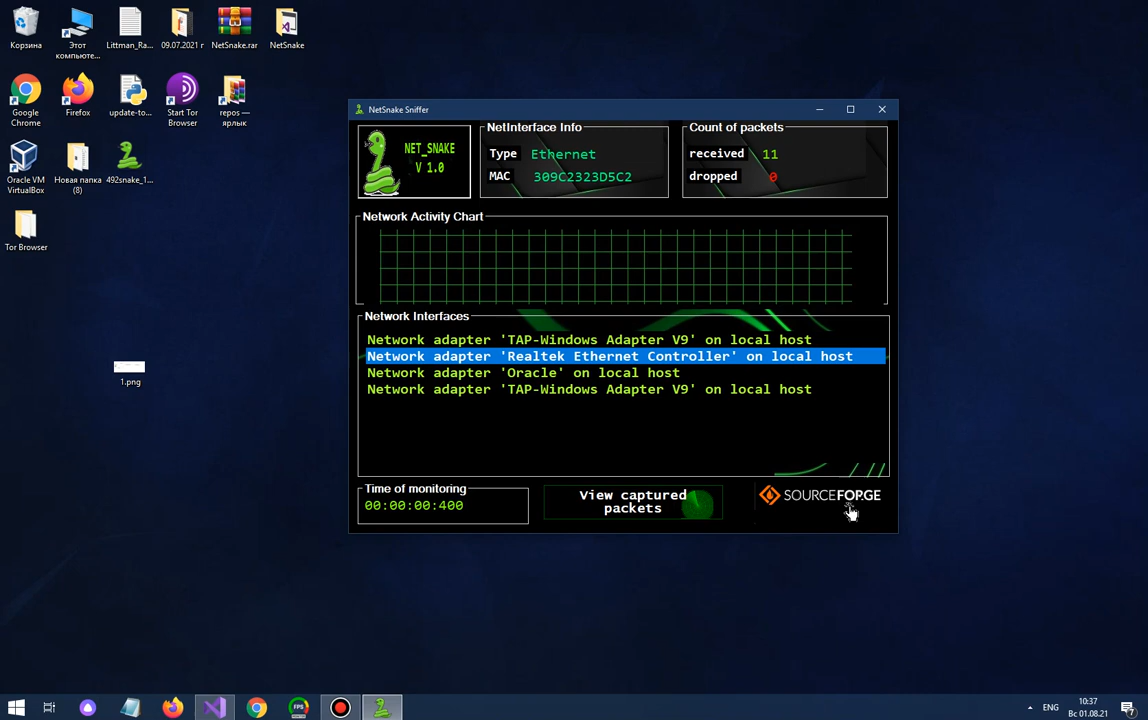 Корзина
Этот
компьюте...
Littman_Ra...
09.07.2021 г
NetSnake.rar
NetSnake
Google
Chrome
Firefox
update-to...
Start Tor
Browser
repos —
ярлык
Oracle VM
VirtualBox
Новая папка
(8)
492snake_1...
Tor Browser
1.png
NetSnake Sniffer
NET_SNAKE
V 1.0
NetInterface Info
Type Ethernet
MAC 309C2323D5C2
Count of packets
received 11
dropped 0
Network Activity Chart
Network Interfaces
Network adapter 'TAP-Windows Adapter V9' on local host
Network adapter 'Realtek Ethernet Controller' on local host
Network adapter 'Oracle' on local host
Network adapter 'TAP-Windows Adapter V9' on local host
Time of monitoring
00:00:00:400
View captured
packets
SOURCEFORGE
FPS
ENG
10:37
Вс 01.08.21
7